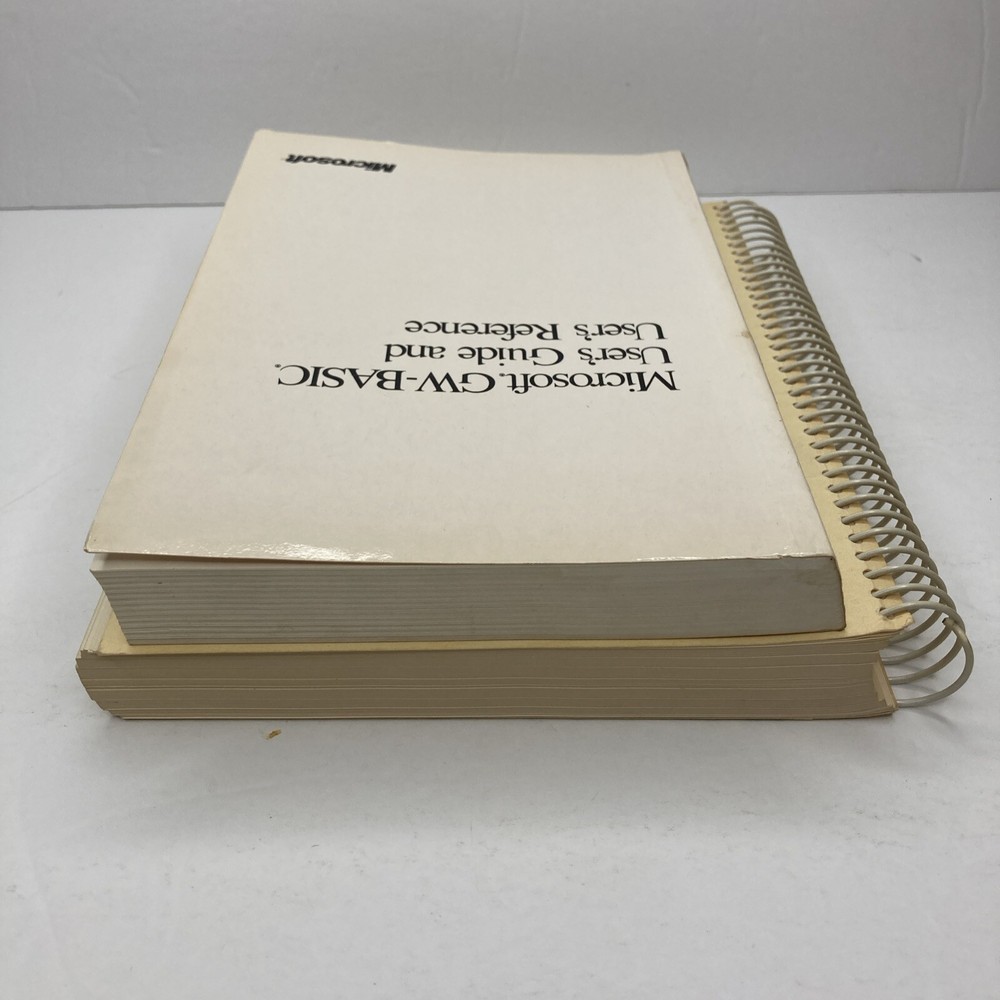 Microsoft. GW-BASIC.
User's Guide and
User's Reference
Microsoft